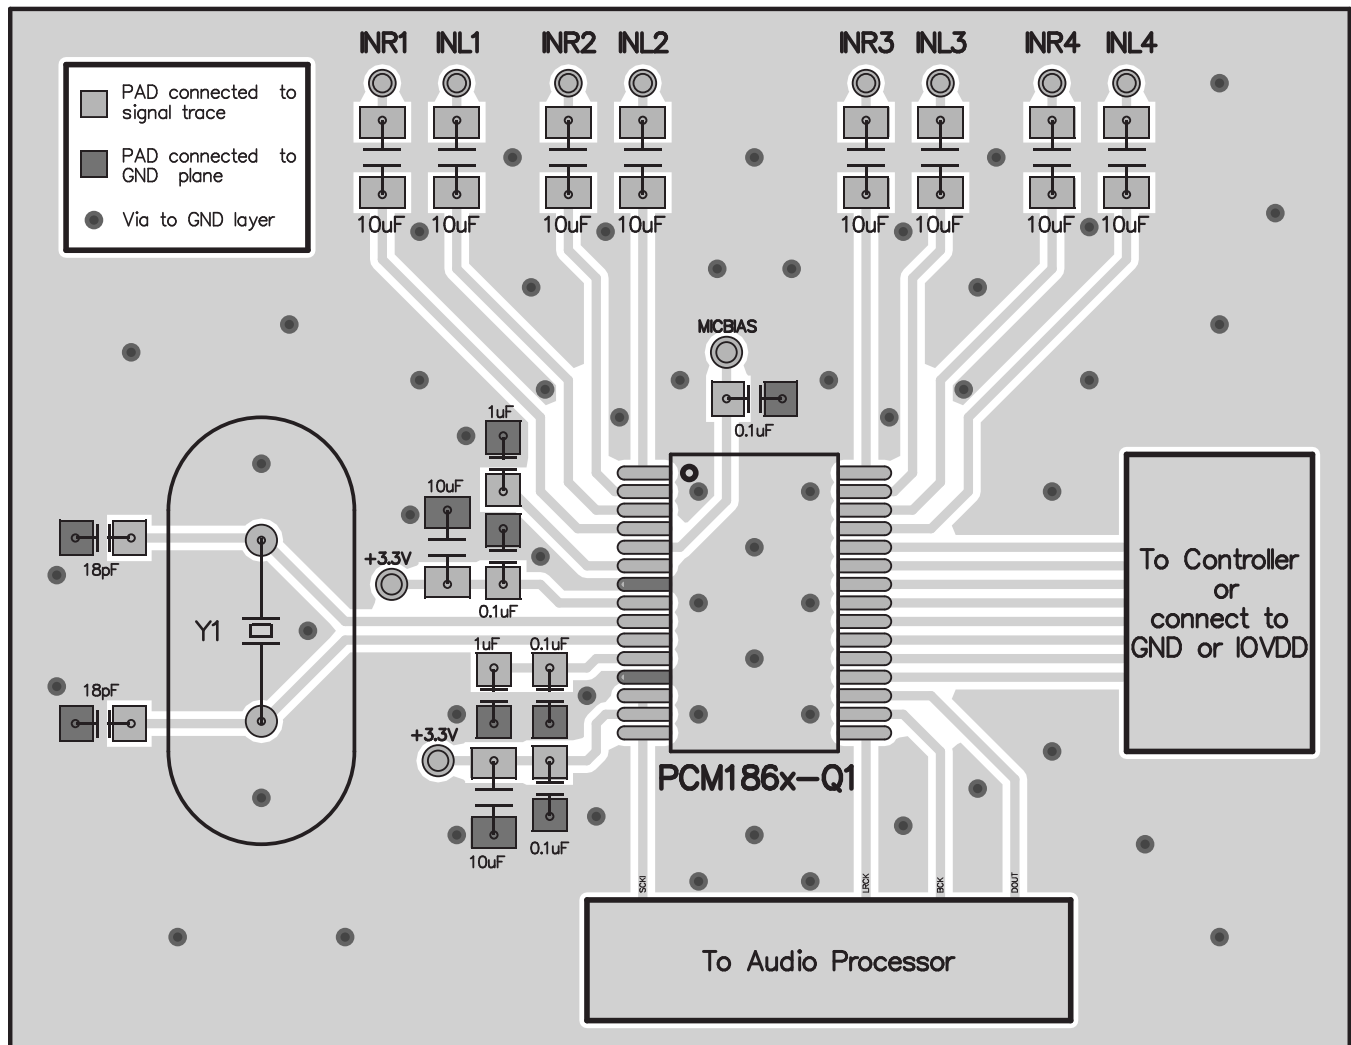 INR1 INL1 INR2 INL2 INR3 INL3 INR4 INL4
PAD connected to
signal trace
PAD connected to
GND plane
Via to GND layer
10uF 10uF 10uF 10uF 10uF 10uF 10uF 10uF
MICBIAS
0.1uF
1uF
10uF
+3.3V
0.1uF
18pF
Y1
18pF
1uF 0.1uF
+3.3V
10uF
0.1uF
PCM186x-Q1
To Controller
or
connect to
GND or IOVDD
SCKI
LRCK
BCK
DOUT
To Audio Processor